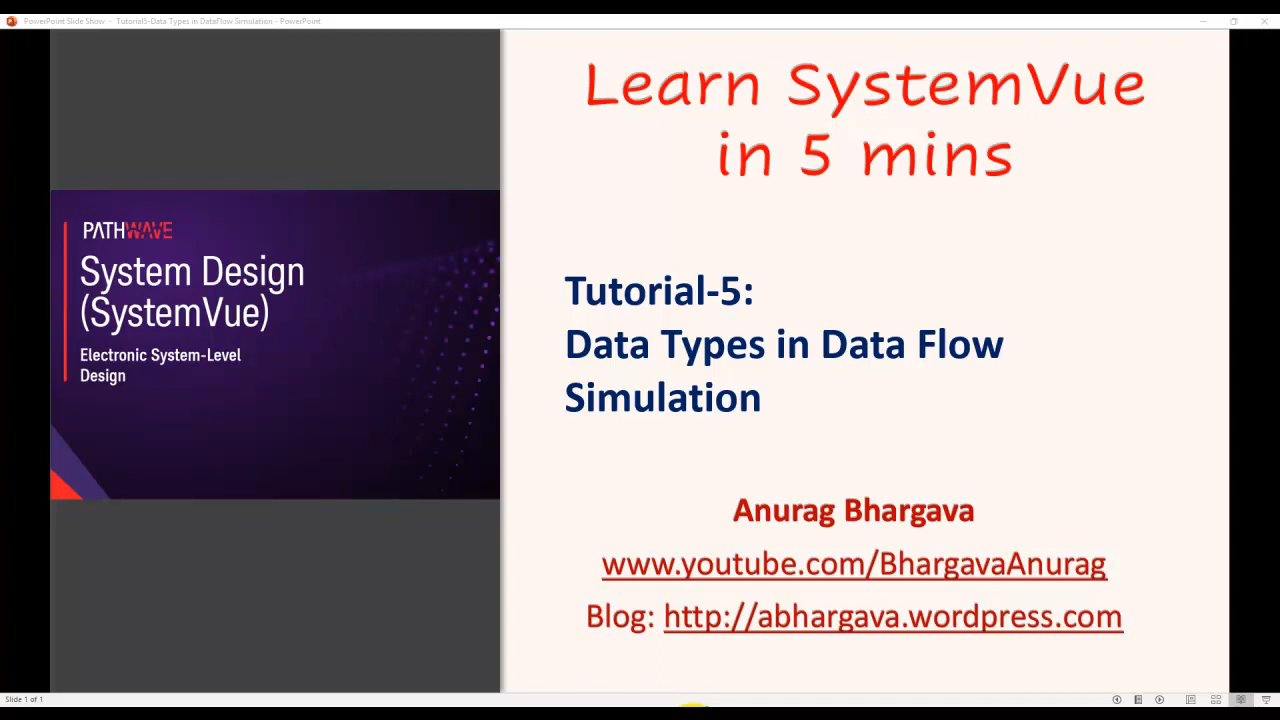 PowerPoint Slide Show - Tutorial5-Data Types in DataFlow Simulation - PowerPoint
Learn SystemVue
in 5 mins
PATHWAVE
System Design
(SystemVue)
Electronic System-Level
Design
Tutorial-5:
Data Types in Data Flow
Simulation
Anurag Bhargava
www.youtube.com/BhargavaAnurag
Blog: http://abhargava.wordpress.com
Slide 1 of 1